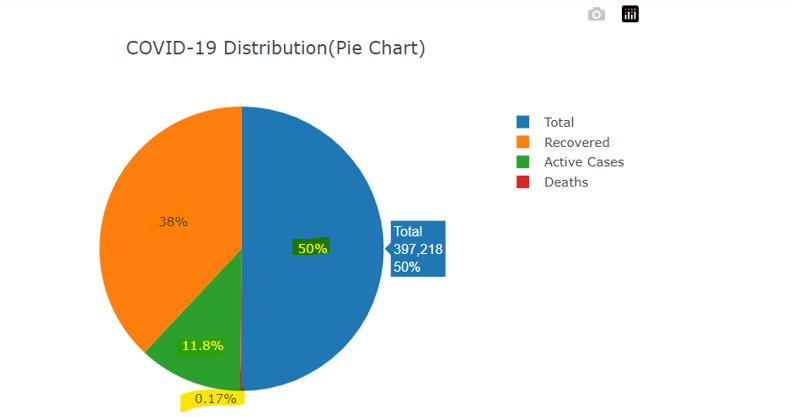 COVID-19 Distribution(Pie Chart)
Total
Recovered
Active Cases
Deaths
38%
50%
Total
397,218
50%
11.8%
0.17%